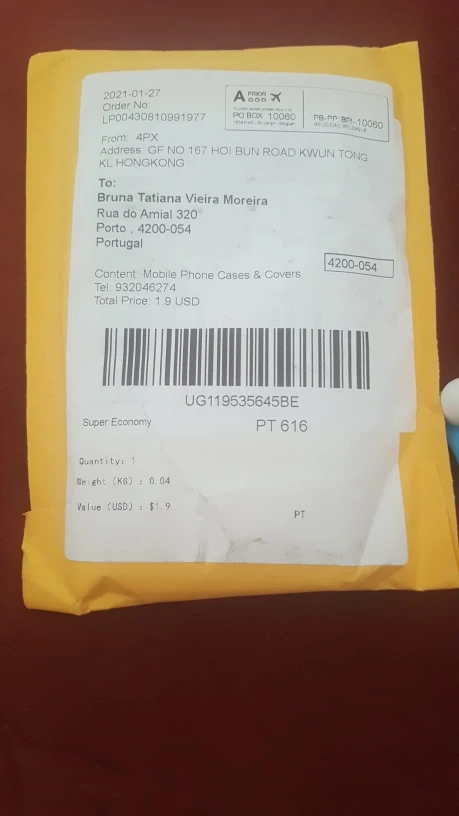 2021-01-27
Order No:
LP00430810991977
A PRIOR
PO BOX 10060
PB-PP|BPI-10060
From: 4PX
Address: GF NO 167 HOI BUN ROAD KWUN TONG
KL HONGKONG
To:
Bruna Tatiana Vieira Moreira
Rua do Amial 320
Porto , 4200-054
Portugal
4200-054
Content: Mobile Phone Cases & Covers
Tel: 932046274
Total Price: 1.9 USD
UG119535645BE
Super Economy
PT 616
Quantity: 1
Weight (KG) : 0.04
Value (USD) : $1.9
PT